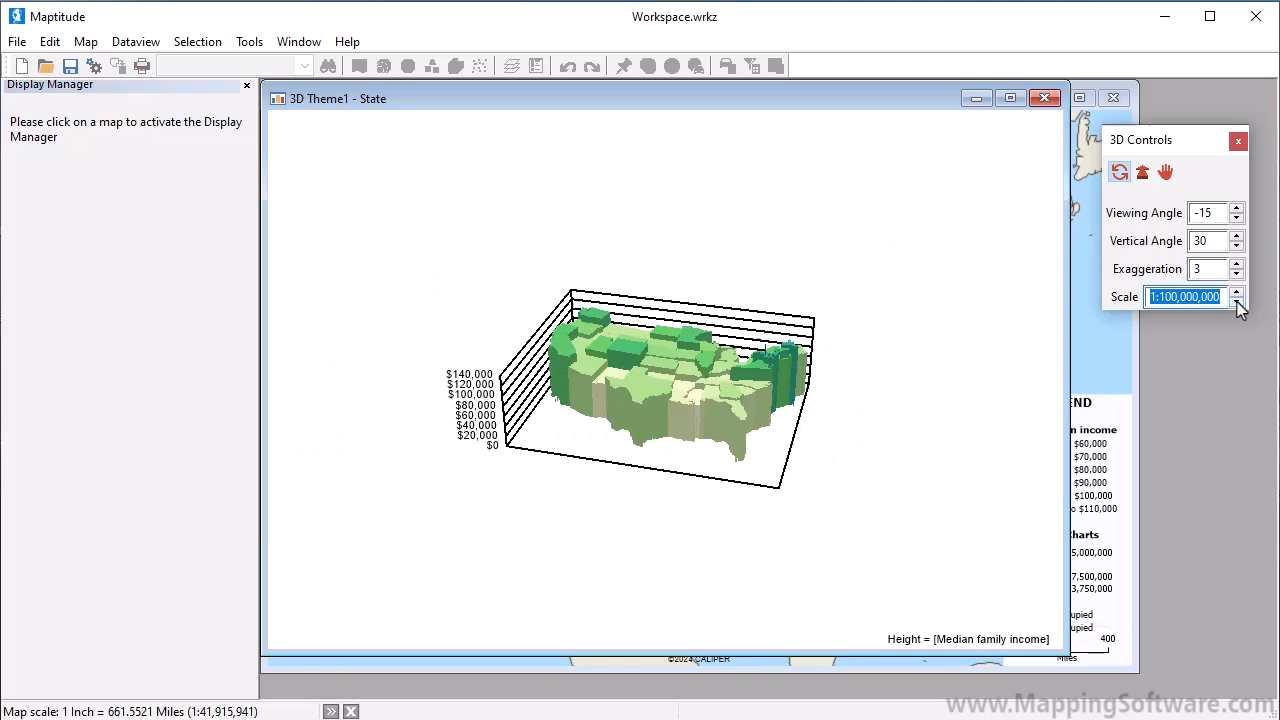 Maptitude
Workspace.wrkz
File Edit Map Dataview Selection Tools Window Help
Display Manager
Please click on a map to activate the Display
Manager
3D Theme1 - State
3D Controls
Viewing Angle -15
Vertical Angle 30
Exaggeration 3
Scale 1:100,000,000
$140,000
$120,000
$100,000
$80,000
$60,000
$40,000
$20,000
$0
Height = [Median family income]
END
n income
$60,000
$70,000
$80,000
$90,000
$100,000
o $110,000
Charts
5,000,000
7,500,000
3,750,000
upied
upied
400
Miles
©2024 CALIPER
Map scale: 1 Inch = 661.5521 Miles (1:41,915,941)
www.MappingSoftware.com